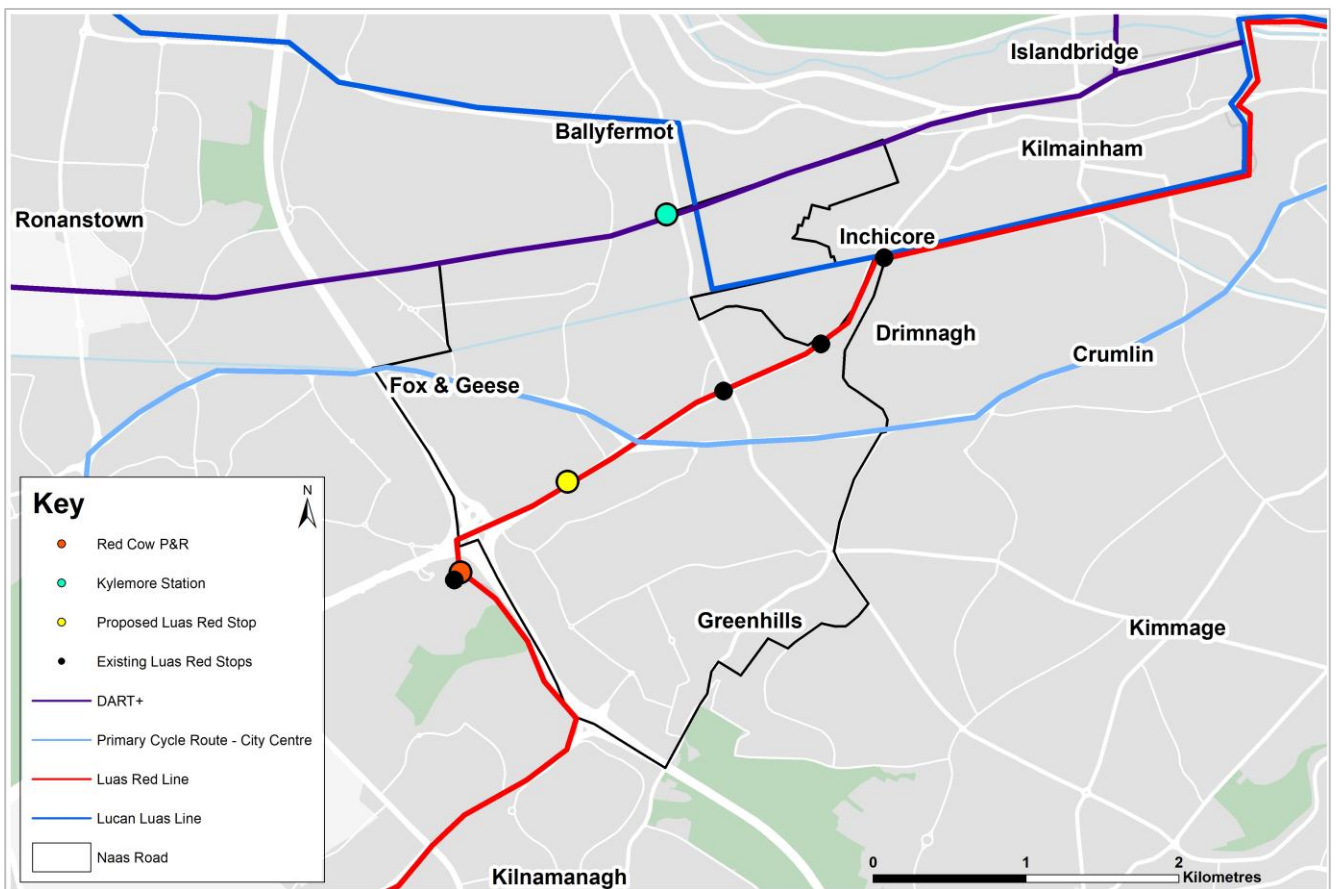 Islandbridge
Ballyfermot
Kilmainham
Ronanstown
Inchicore
Drimnagh
Crumlin
Fox & Geese
Greenhills
Kimmage
Kilnamanagh
Key
N
Red Cow P&R
Kylemore Station
Proposed Luas Red Stop
Existing Luas Red Stops
DART+
Primary Cycle Route - City Centre
Luas Red Line
Lucan Luas Line
Naas Road
0 1 2
Kilometres